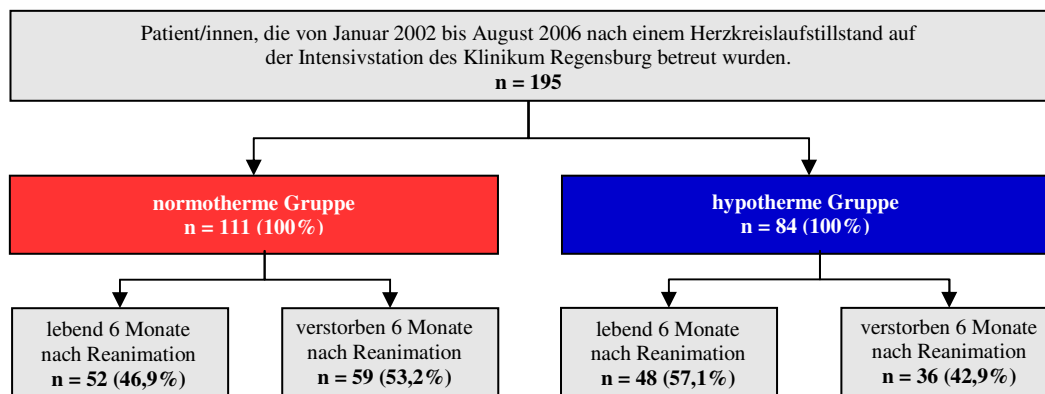 Patient/innen, die von Januar 2002 bis August 2006 nach einem Herzkreislaufstillstand auf
der Intensivstation des Klinikum Regensburg betreut wurden.
n = 195
normotherme Gruppe
n = 111 (100%)
hypotherme Gruppe
n = 84 (100%)
lebend 6 Monate
nach Reanimation
n = 52 (46,9%)
verstorben 6 Monate
nach Reanimation
n = 59 (53,2%)
lebend 6 Monate
nach Reanimation
n = 48 (57,1%)
verstorben 6 Monate
nach Reanimation
n = 36 (42,9%)